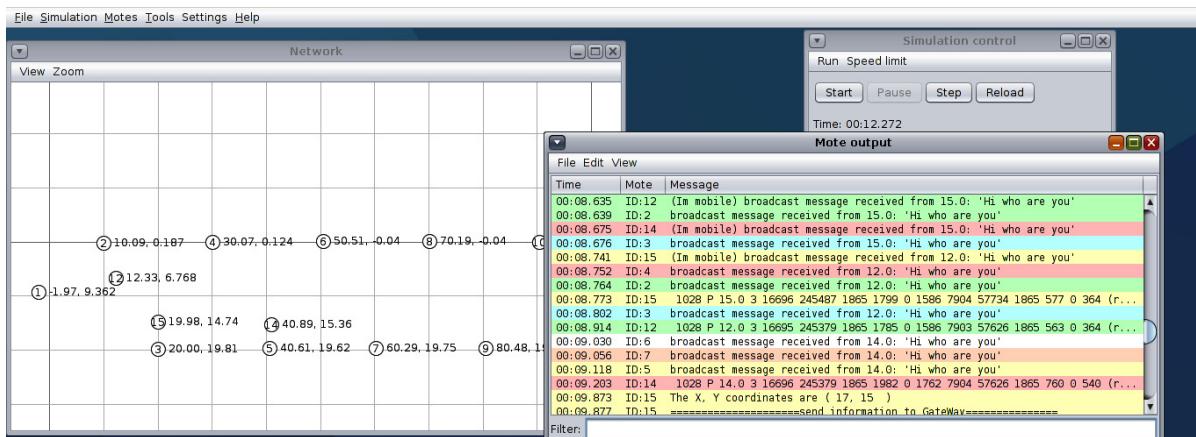 File Simulation Motes Tools Settings Help
Network
View Zoom
2 10.09, 0.187 4 30.07, 0.124 6 50.51, -0.04 8 70.19, -0.04 10
12 12.33, 6.768
1 -1.97, 9.362
15 19.98, 14.74 14 40.89, 15.36
3 20.00, 19.81 5 40.61, 19.62 7 60.29, 19.75 9 80.48, 1
Simulation control
Run Speed limit
Start Pause Step Reload
Time: 00:12.272
Mote output
File Edit View
Time Mote Message
00:08.635 ID:12 (Im mobile) broadcast message received from 15.0: 'Hi who are you'
00:08.639 ID:2 broadcast message received from 15.0: 'Hi who are you'
00:08.675 ID:14 (Im mobile) broadcast message received from 15.0: 'Hi who are you'
00:08.676 ID:3 broadcast message received from 15.0: 'Hi who are you'
00:08.741 ID:15 (Im mobile) broadcast message received from 12.0: 'Hi who are you'
00:08.752 ID:4 broadcast message received from 12.0: 'Hi who are you'
00:08.764 ID:2 broadcast message received from 12.0: 'Hi who are you'
00:08.773 ID:15 1028 P 15.0 3 16696 245487 1865 1799 0 1586 7904 57734 1865 577 0 364 (r...
00:08.802 ID:3 broadcast message received from 12.0: 'Hi who are you'
00:08.914 ID:12 1028 P 12.0 3 16695 245379 1865 1785 0 1586 7903 57626 1865 563 0 364 (r...
00:09.030 ID:6 broadcast message received from 14.0: 'Hi who are you'
00:09.056 ID:7 broadcast message received from 14.0: 'Hi who are you'
00:09.118 ID:5 broadcast message received from 14.0: 'Hi who are you'
00:09.203 ID:14 1028 P 14.0 3 16696 245379 1865 1982 0 1762 7904 57626 1865 760 0 540 (r...
00:09.873 ID:15 The X, Y coordinates are ( 17, 15 )
00:09.877 ID:15 =====================send information to GateWay===============
Filter: